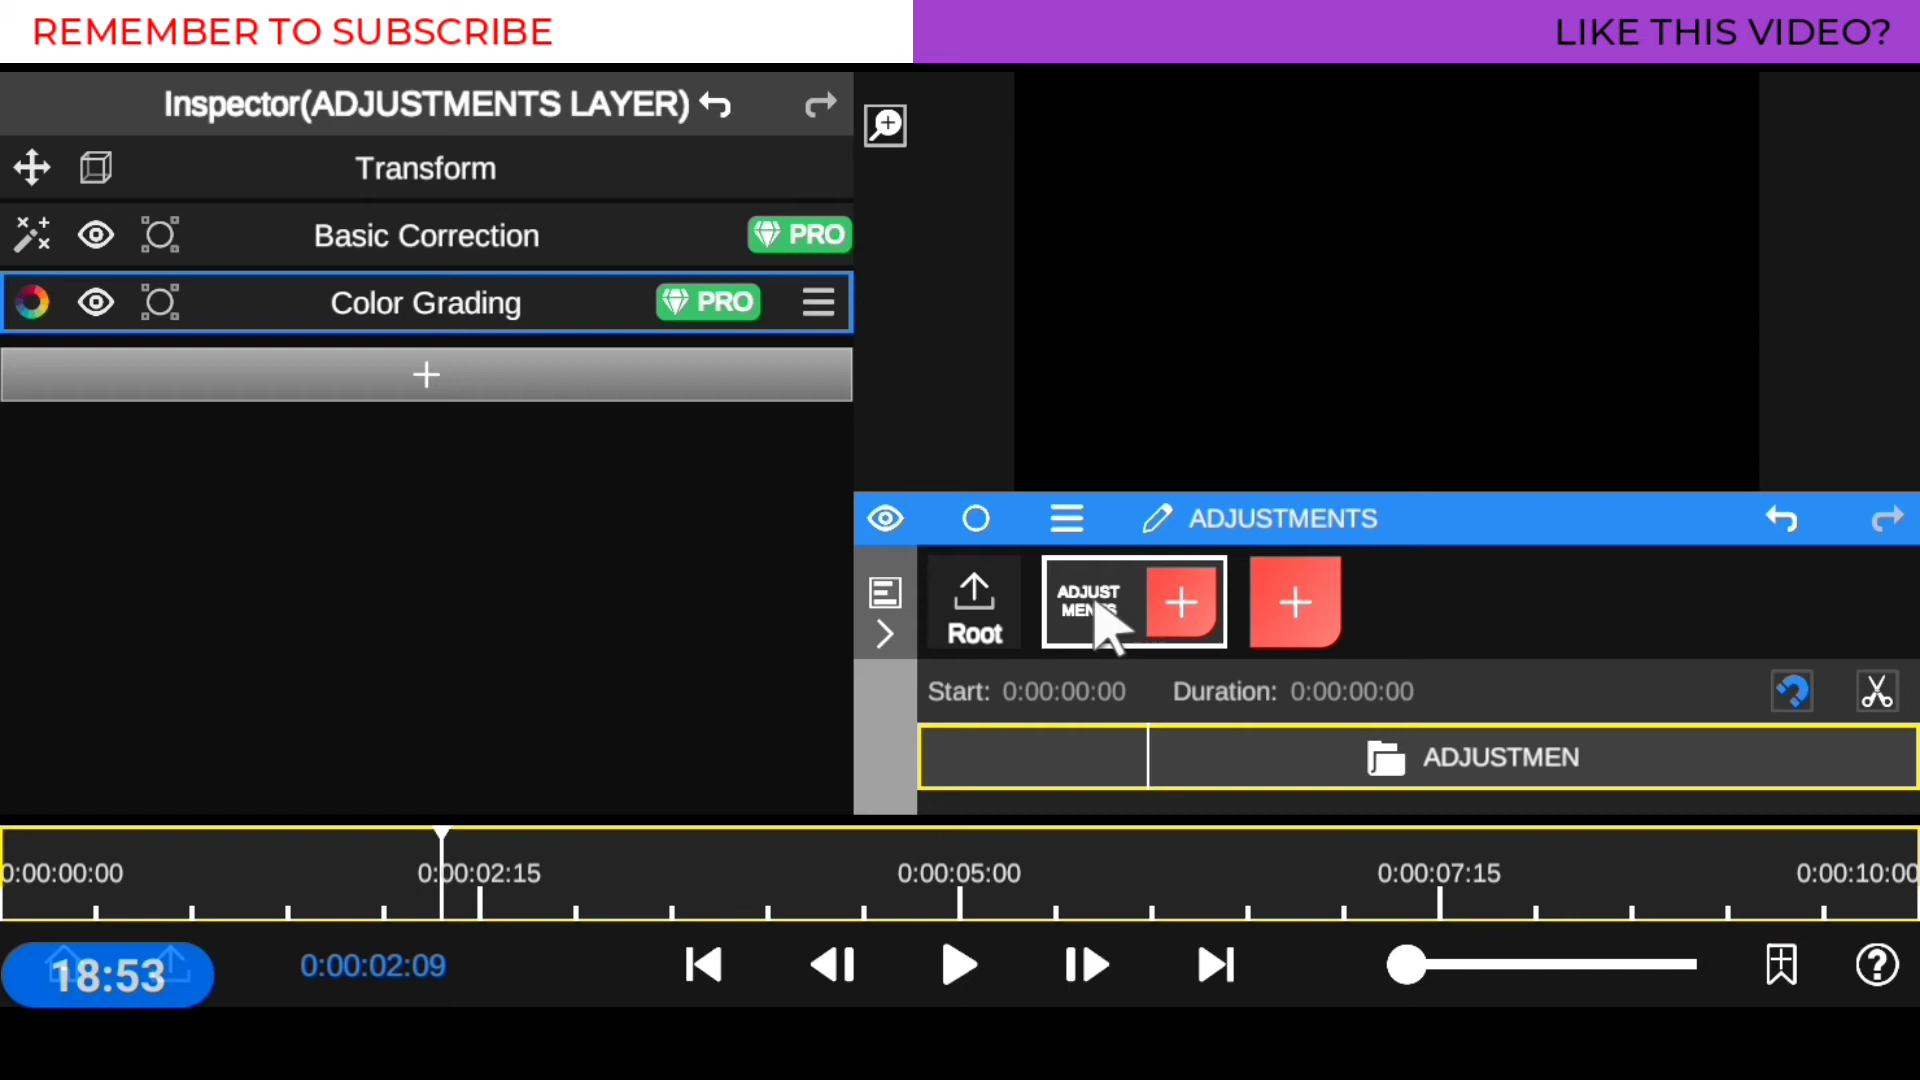 REMEMBER TO SUBSCRIBE
LIKE THIS VIDEO?
Inspector(ADJUSTMENTS LAYER)
Transform
Basic Correction
PRO
Color Grading
PRO
ADJUSTMENTS
Root
ADJUST
MENTS
Start: 0:00:00:00 Duration: 0:00:00:00
ADJUSTMEN
0:00:00:00 0:00:02:15 0:00:05:00 0:00:07:15 0:00:10:00
18:53
0:00:02:09